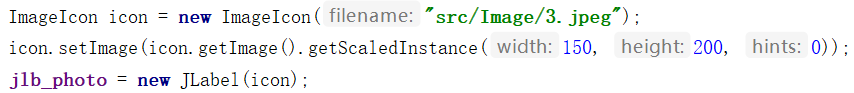 ImageIcon icon = new ImageIcon( filename: "src/Image/3.jpeg");
icon.setImage(icon.getImage().getScaledInstance( width: 150, height: 200, hints: 0));
jlb_photo = new JLabel(icon);